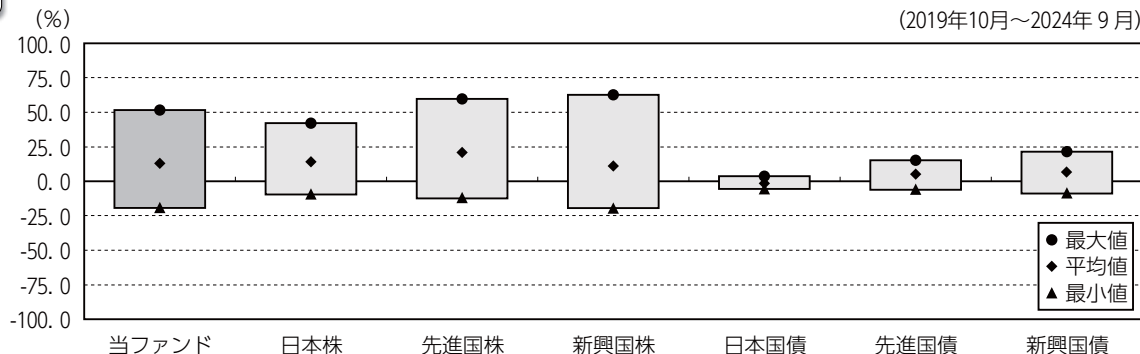 (%)
(2019年10月～2024年9月)
100.0
75.0
50.0
25.0
0.0
-25.0
-50.0
-75.0
-100.0
● 最大値
◆ 平均値
▲ 最小値
当ファンド 日本株 先進国株 新興国株 日本国債 先進国債 新興国債